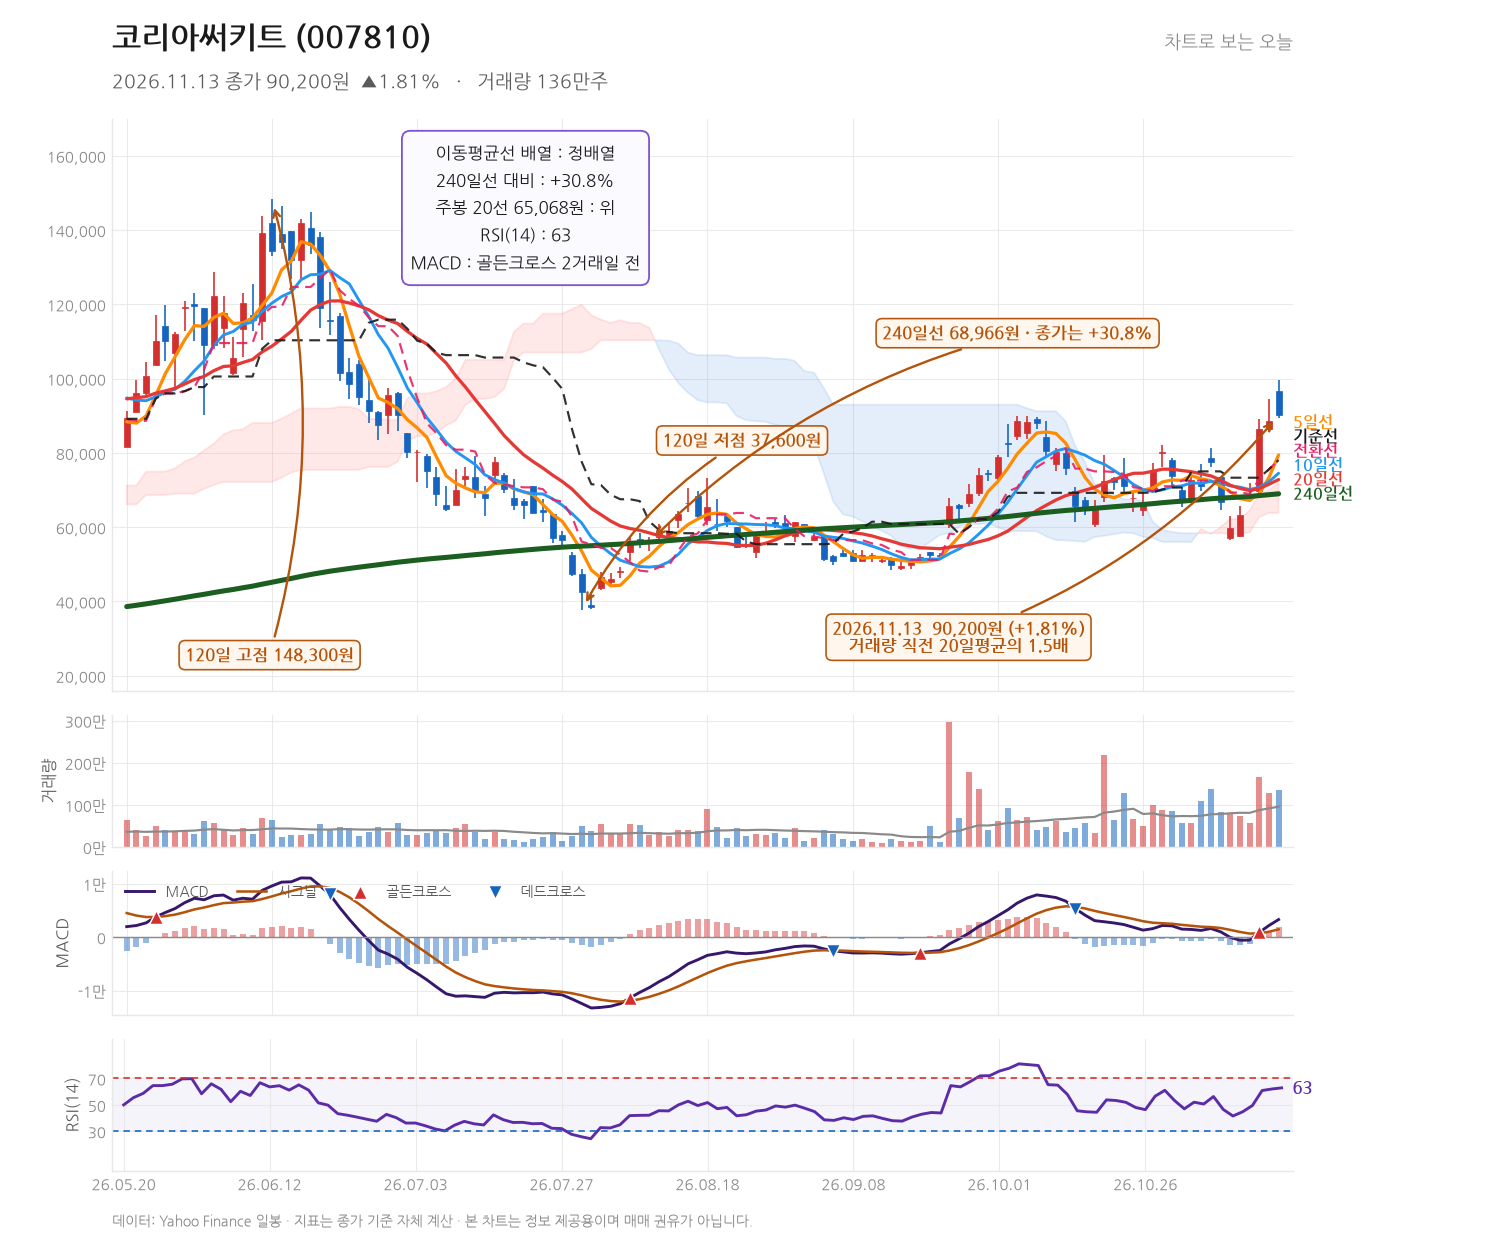 코리아써키트 (007810)
차트로 보는 오늘
2026.11.13 종가 90,200원 ▲1.81% · 거래량 136만주
이동평균선 배열 : 정배열
240일선 대비 : +30.8%
주봉 20선 65,068원 : 위
RSI(14) : 63
MACD : 골든크로스 2거래일 전
160,000
140,000
120,000
100,000
80,000
60,000
40,000
20,000
240일선 68,966원 · 종가는 +30.8%
120일 저점 37,600원
120일 고점 148,300원
2026.11.13 90,200원 (+1.81%)
거래량 직전 20일평균의 1.5배
5일선
기준선
전환선
10일선
20일선
240일선
거래량
300만
200만
100만
0만
MACD
1만
0
-1만
MACD 시그널 골든크로스 데드크로스
RSI(14)
70
50
30
63
26.05.20 26.06.12 26.07.03 26.07.27 26.08.18 26.09.08 26.10.01 26.10.26
데이터: Yahoo Finance 일봉 · 지표는 종가 기준 자체 계산 · 본 차트는 정보 제공용이며 매매 권유가 아닙니다.